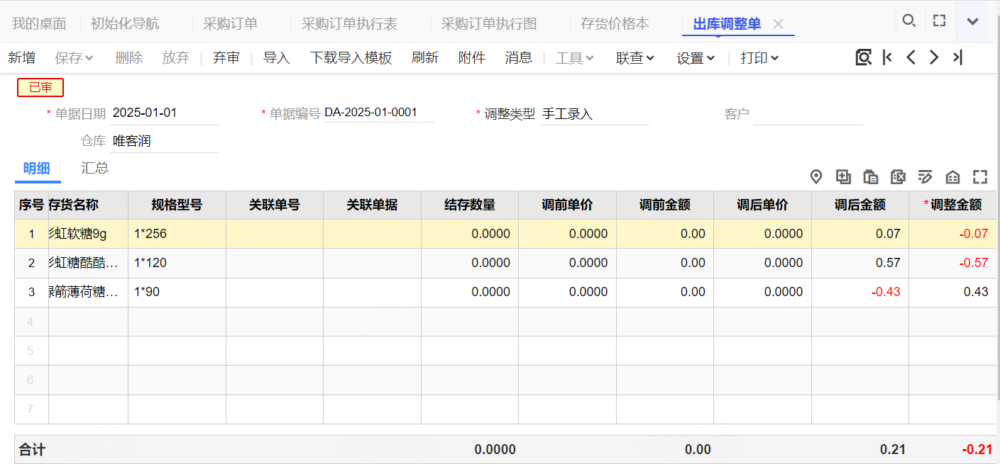 我的桌面 初始化导航 采购订单 采购订单执行表 采购订单执行图 存货价格本 出库调整单
新增 保存 删除 放弃 弃审 导入 下载导入模板 刷新 附件 消息 工具 联查 设置 打印
已审
* 单据日期 2025-01-01 * 单据编号 DA-2025-01-0001 * 调整类型 手工录入 客户
仓库 唯客润
明细 汇总
序号 存货名称 规格型号 关联单号 关联单据 结存数量 调前单价 调前金额 调后单价 调后金额 *调整金额
1 彩虹软糖9g 1*256 0.0000 0.0000 0.00 0.0000 0.07 -0.07
2 彩虹糖酷酷… 1*120 0.0000 0.0000 0.00 0.0000 0.57 -0.57
3 绿箭薄荷糖… 1*90 0.0000 0.0000 0.00 0.0000 -0.43 0.43
4
5
6
7
合计 0.0000 0.00 0.21 -0.21